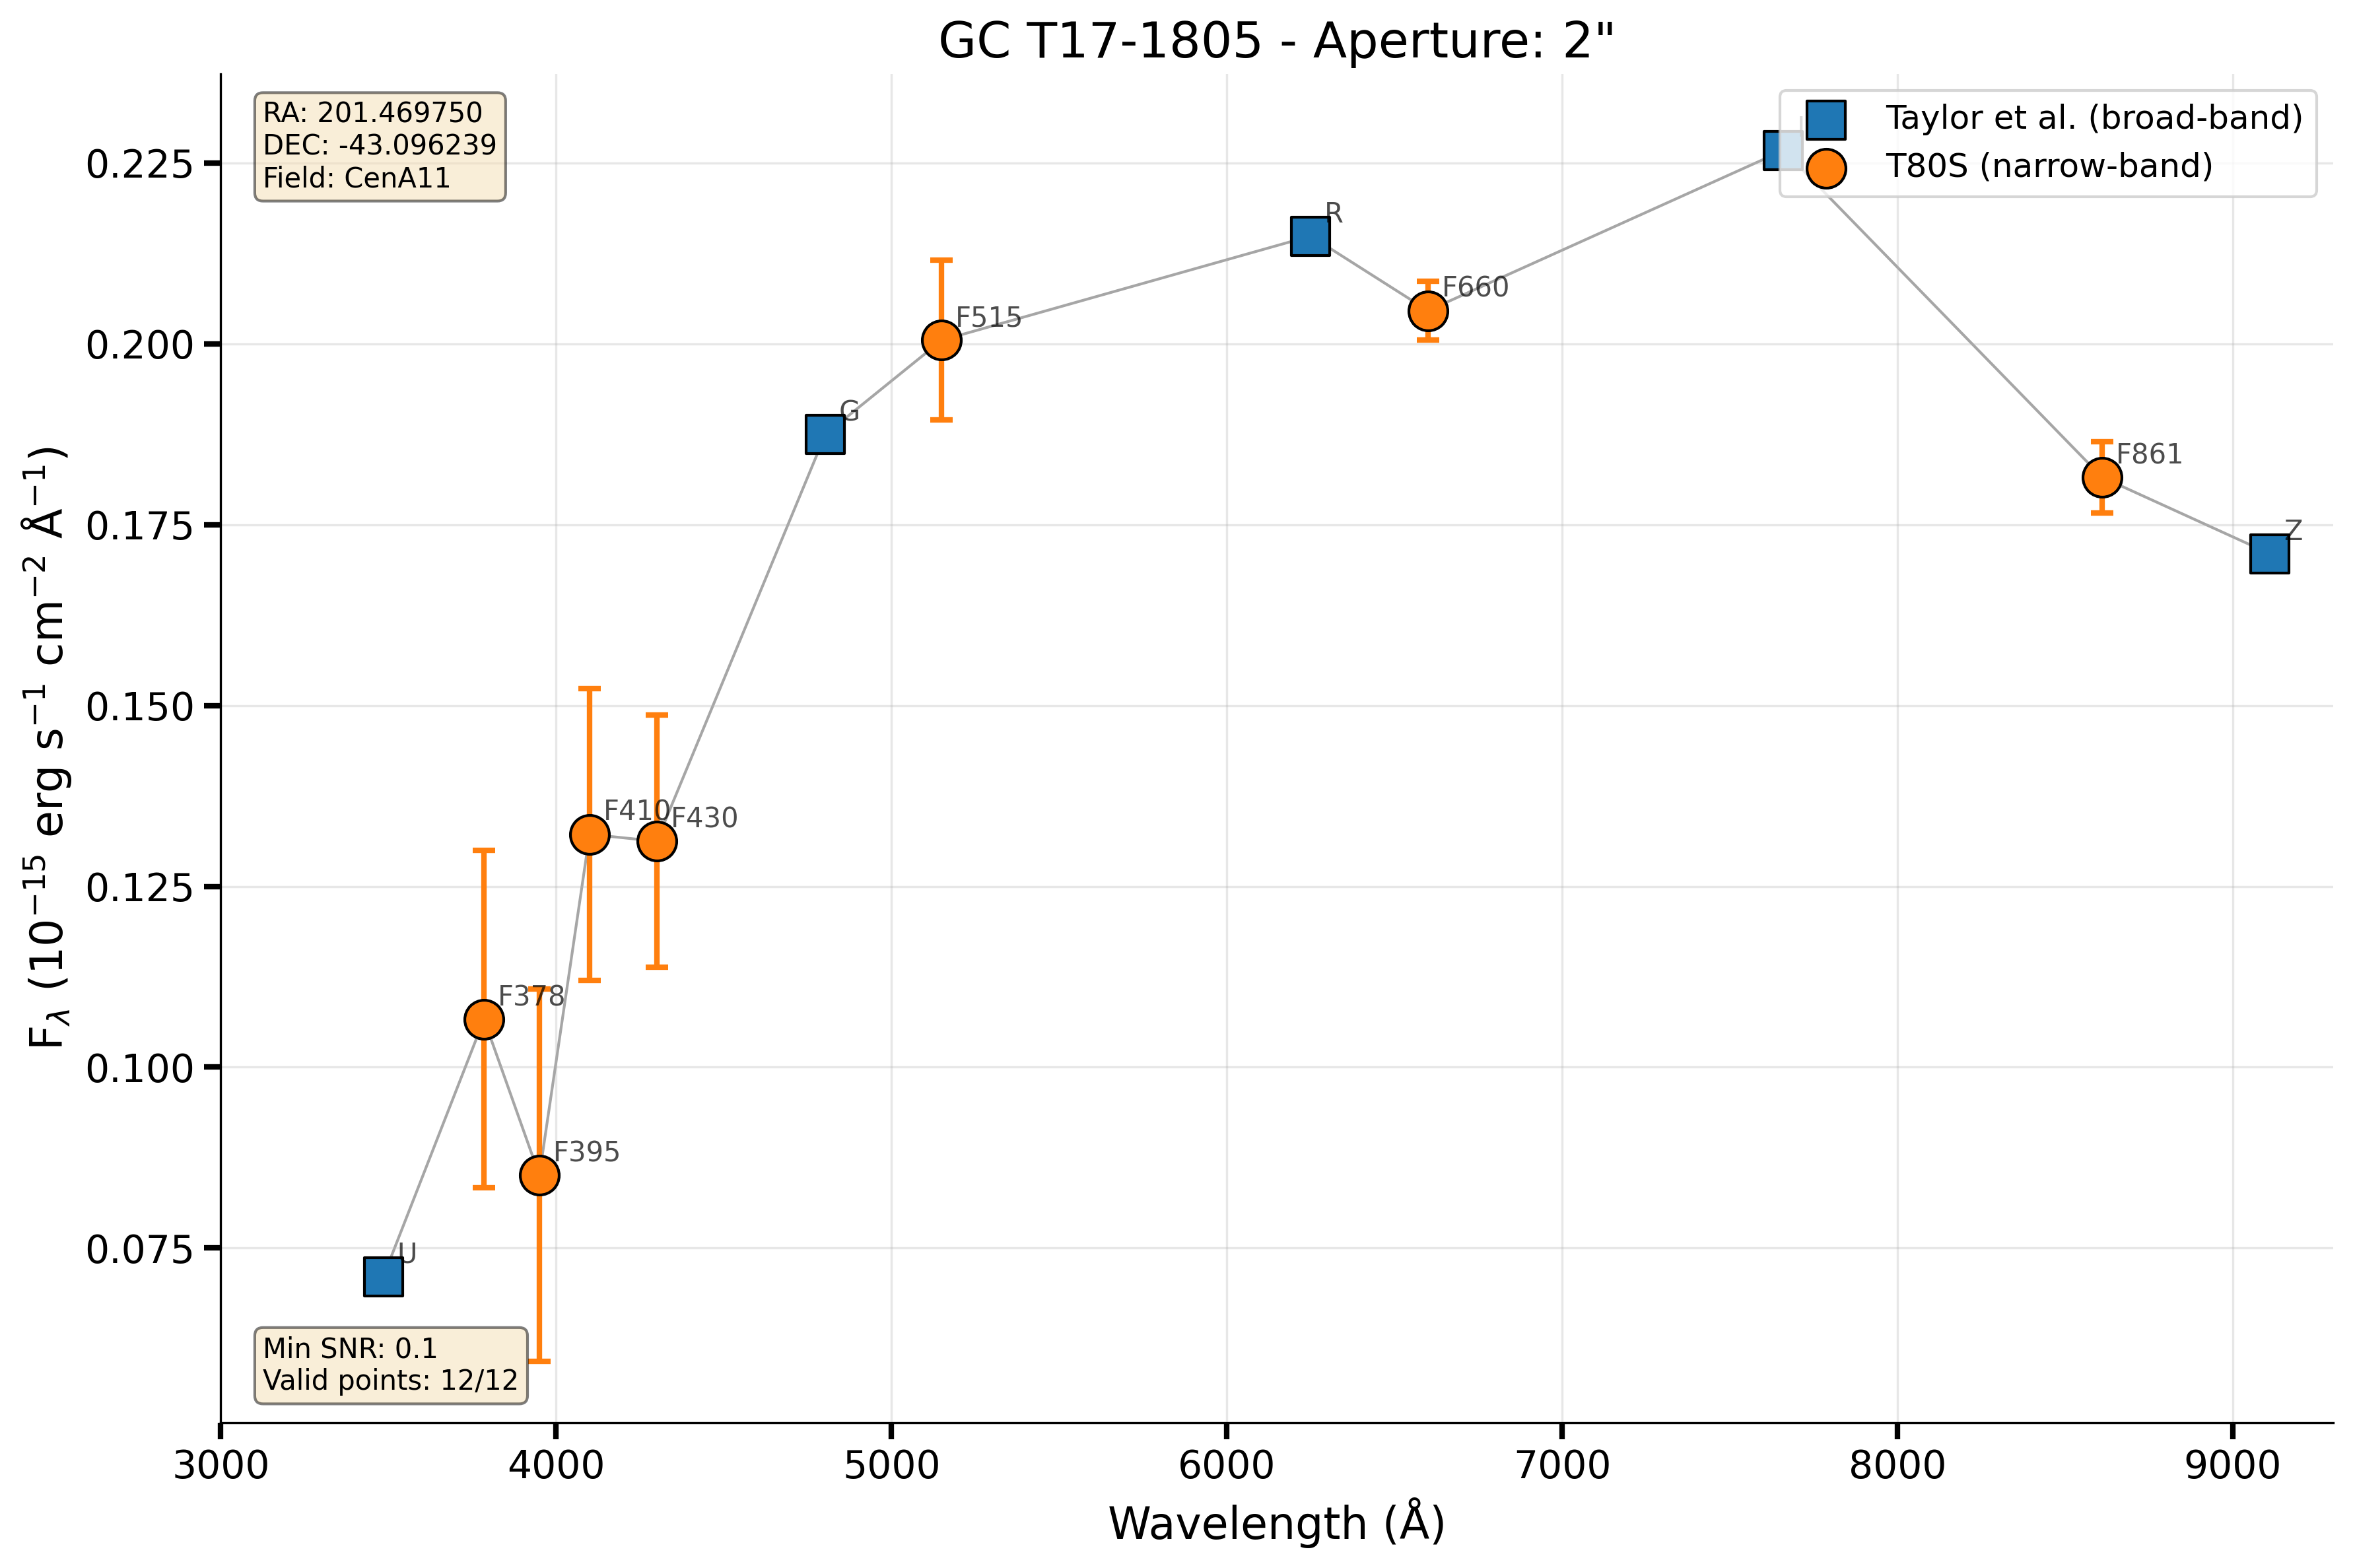 GC T17-1805 - Aperture: 2"
RA: 201.469750
DEC: -43.096239
Field: CenA11
Taylor et al. (broad-band)
T80S (narrow-band)
R
F660
F515
G
F861
Z
F410
F430
F378
F395
U
Min SNR: 0.1
Valid points: 12/12
0.225
0.200
0.175
0.150
0.125
0.100
0.075
F_λ (10⁻¹⁵ erg s⁻¹ cm⁻² Å⁻¹)
3000 4000 5000 6000 7000 8000 9000
Wavelength (Å)